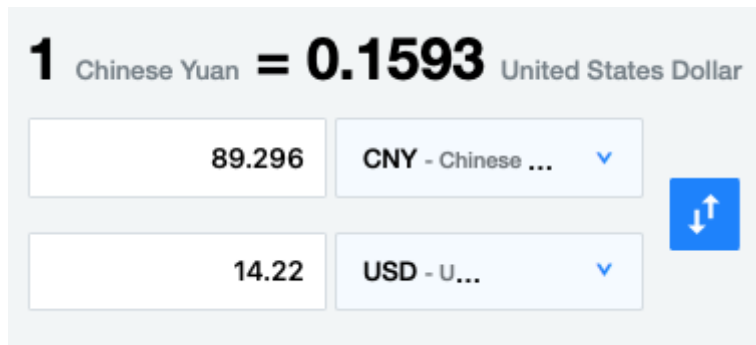 1 Chinese Yuan = 0.1593 United States Dollar
89.296 CNY - Chinese ...
14.22 USD - U...